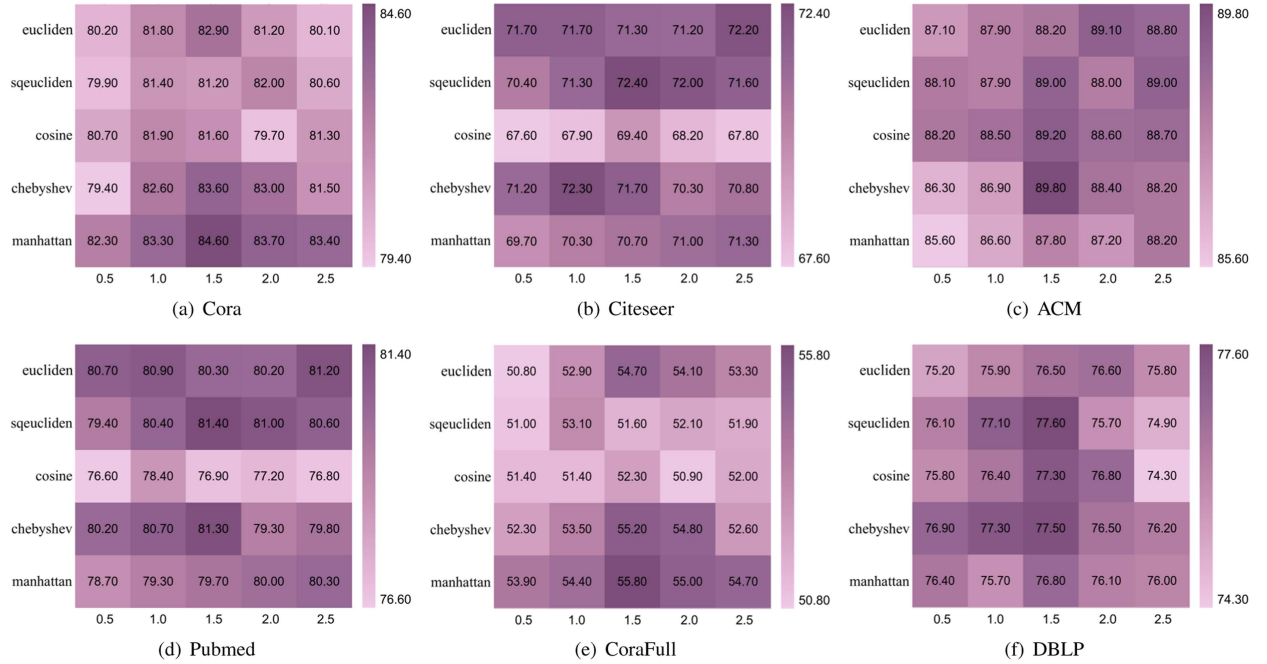 eucliden 80.20 81.80 82.90 81.20 80.10 84.60
sqeucliden 79.90 81.40 81.20 82.00 80.60
cosine 80.70 81.90 81.60 79.70 81.30
chebyshev 79.40 82.60 83.60 83.00 81.50
manhattan 82.30 83.30 84.60 83.70 83.40 79.40
0.5 1.0 1.5 2.0 2.5
(a) Cora
eucliden 71.70 71.70 71.30 71.20 72.20 72.40
sqeucliden 70.40 71.30 72.40 72.00 71.60
cosine 67.60 67.90 69.40 68.20 67.80
chebyshev 71.20 72.30 71.70 70.30 70.80
manhattan 69.70 70.30 70.70 71.00 71.30 67.60
0.5 1.0 1.5 2.0 2.5
(b) Citeseer
eucliden 87.10 87.90 88.20 89.10 88.80 89.80
sqeucliden 88.10 87.90 89.00 88.00 89.00
cosine 88.20 88.50 89.20 88.60 88.70
chebyshev 86.30 86.90 89.80 88.40 88.20
manhattan 85.60 86.60 87.80 87.20 88.20 85.60
0.5 1.0 1.5 2.0 2.5
(c) ACM
eucliden 80.70 80.90 80.30 80.20 81.20 81.40
sqeucliden 79.40 80.40 81.40 81.00 80.60
cosine 76.60 78.40 76.90 77.20 76.80
chebyshev 80.20 80.70 81.30 79.30 79.80
manhattan 78.70 79.30 79.70 80.00 80.30 76.60
0.5 1.0 1.5 2.0 2.5
(d) Pubmed
eucliden 50.80 52.90 54.70 54.10 53.30 55.80
sqeucliden 51.00 53.10 51.60 52.10 51.90
cosine 51.40 51.40 52.30 50.90 52.00
chebyshev 52.30 53.50 55.20 54.80 52.60
manhattan 53.90 54.40 55.80 55.00 54.70 50.80
0.5 1.0 1.5 2.0 2.5
(e) CoraFull
eucliden 75.20 75.90 76.50 76.60 75.80 77.60
sqeucliden 76.10 77.10 77.60 75.70 74.90
cosine 75.80 76.40 77.30 76.80 74.30
chebyshev 76.90 77.30 77.50 76.50 76.20
manhattan 76.40 75.70 76.80 76.10 76.00 74.30
0.5 1.0 1.5 2.0 2.5
(f) DBLP